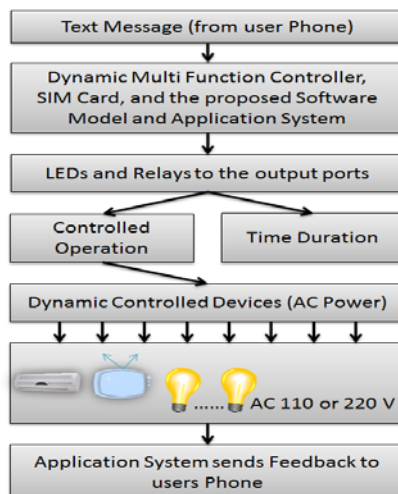 Text Message (from user Phone)
Dynamic Multi Function Controller,
SIM Card, and the proposed Software
Model and Application System
LEDs and Relays to the output ports
Controlled
Operation
Time Duration
Dynamic Controlled Devices (AC Power)
...... AC 110 or 220 V
Application System sends Feedback to
users Phone